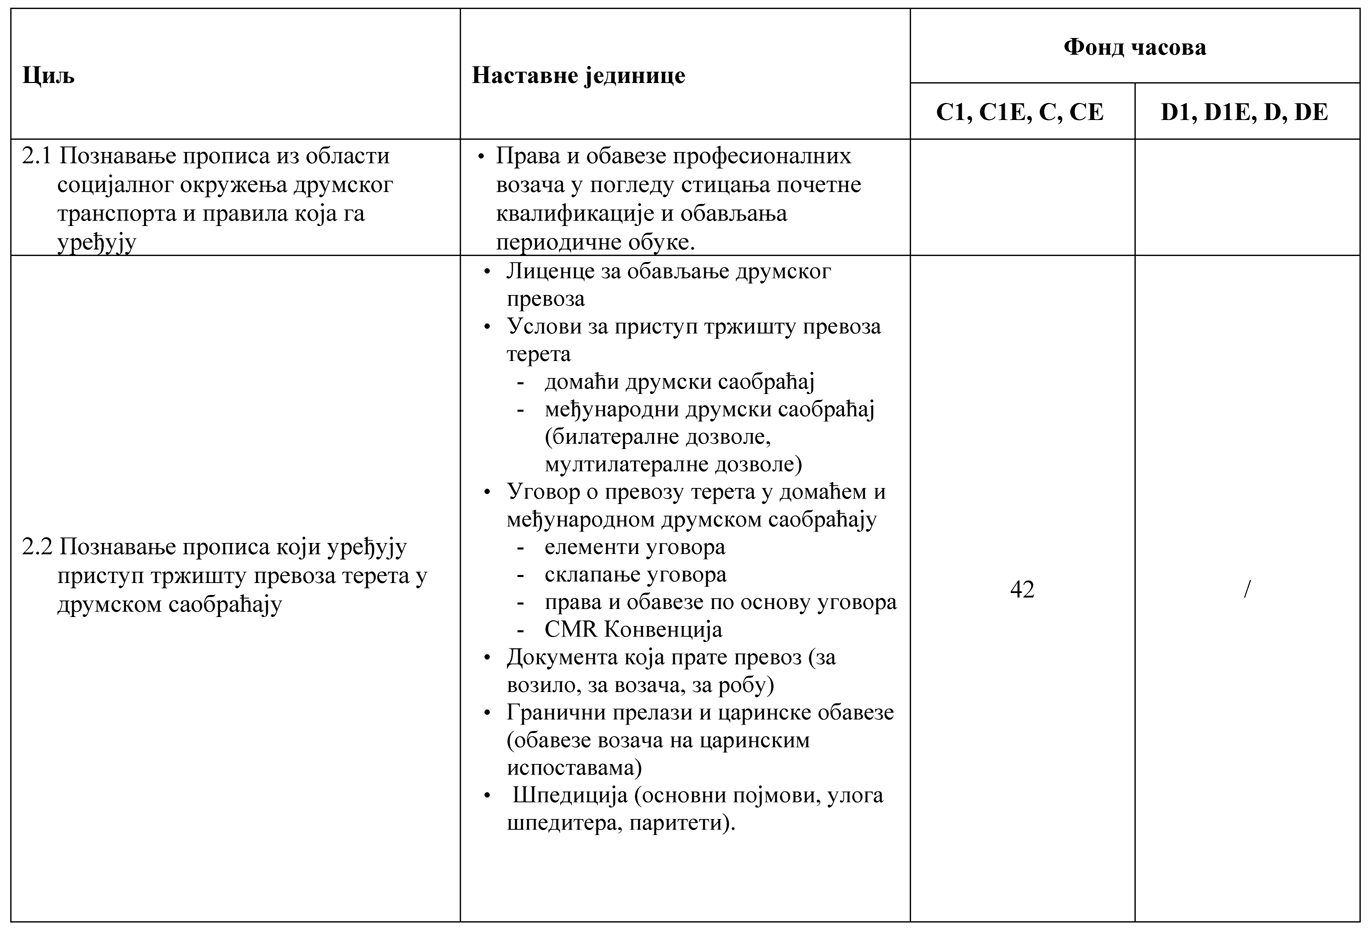 Циљ
Наставне јединице
Фонд часова
C1, C1E, C, CE
D1, D1E, D, DE
2.1 Познавање прописа из области
социјалног окружења друмског
транспорта и правила која га
уређују
• Права и обавезе професионалних
возача у погледу стицања почетне
квалификације и обављања
периодичне обуке.
2.2 Познавање прописа који уређују
приступ тржишту превоза терета у
друмском саобраћају
• Лиценце за обављање друмског
превоза
• Услови за приступ тржишту превоза
терета
- домаћи друмски саобраћај
- међународни друмски саобраћај
(билатералне дозволе,
мултилатералне дозволе)
• Уговор о превозу терета у домаћем и
међународном друмском саобраћају
- елементи уговора
- склапање уговора
- права и обавезе по основу уговора
- CMR Конвенција
• Документа која прате превоз (за
возило, за возача, за робу)
• Гранични прелази и царинске обавезе
(обавезе возача на царинским
испоставама)
• Шпедиција (основни појмови, улога
шпедитера, паритети).
42
/